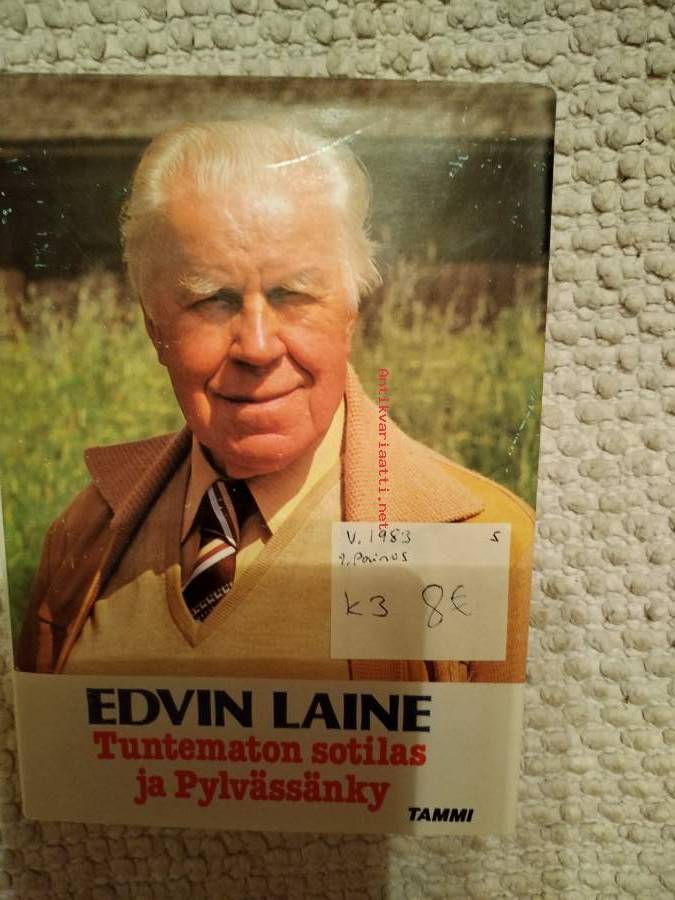 Antikvariaatti.net
V. 1983 5
1. Painos
K3 8€
EDVIN LAINE
Tuntematon sotilas
ja Pylvässänky
TAMMI